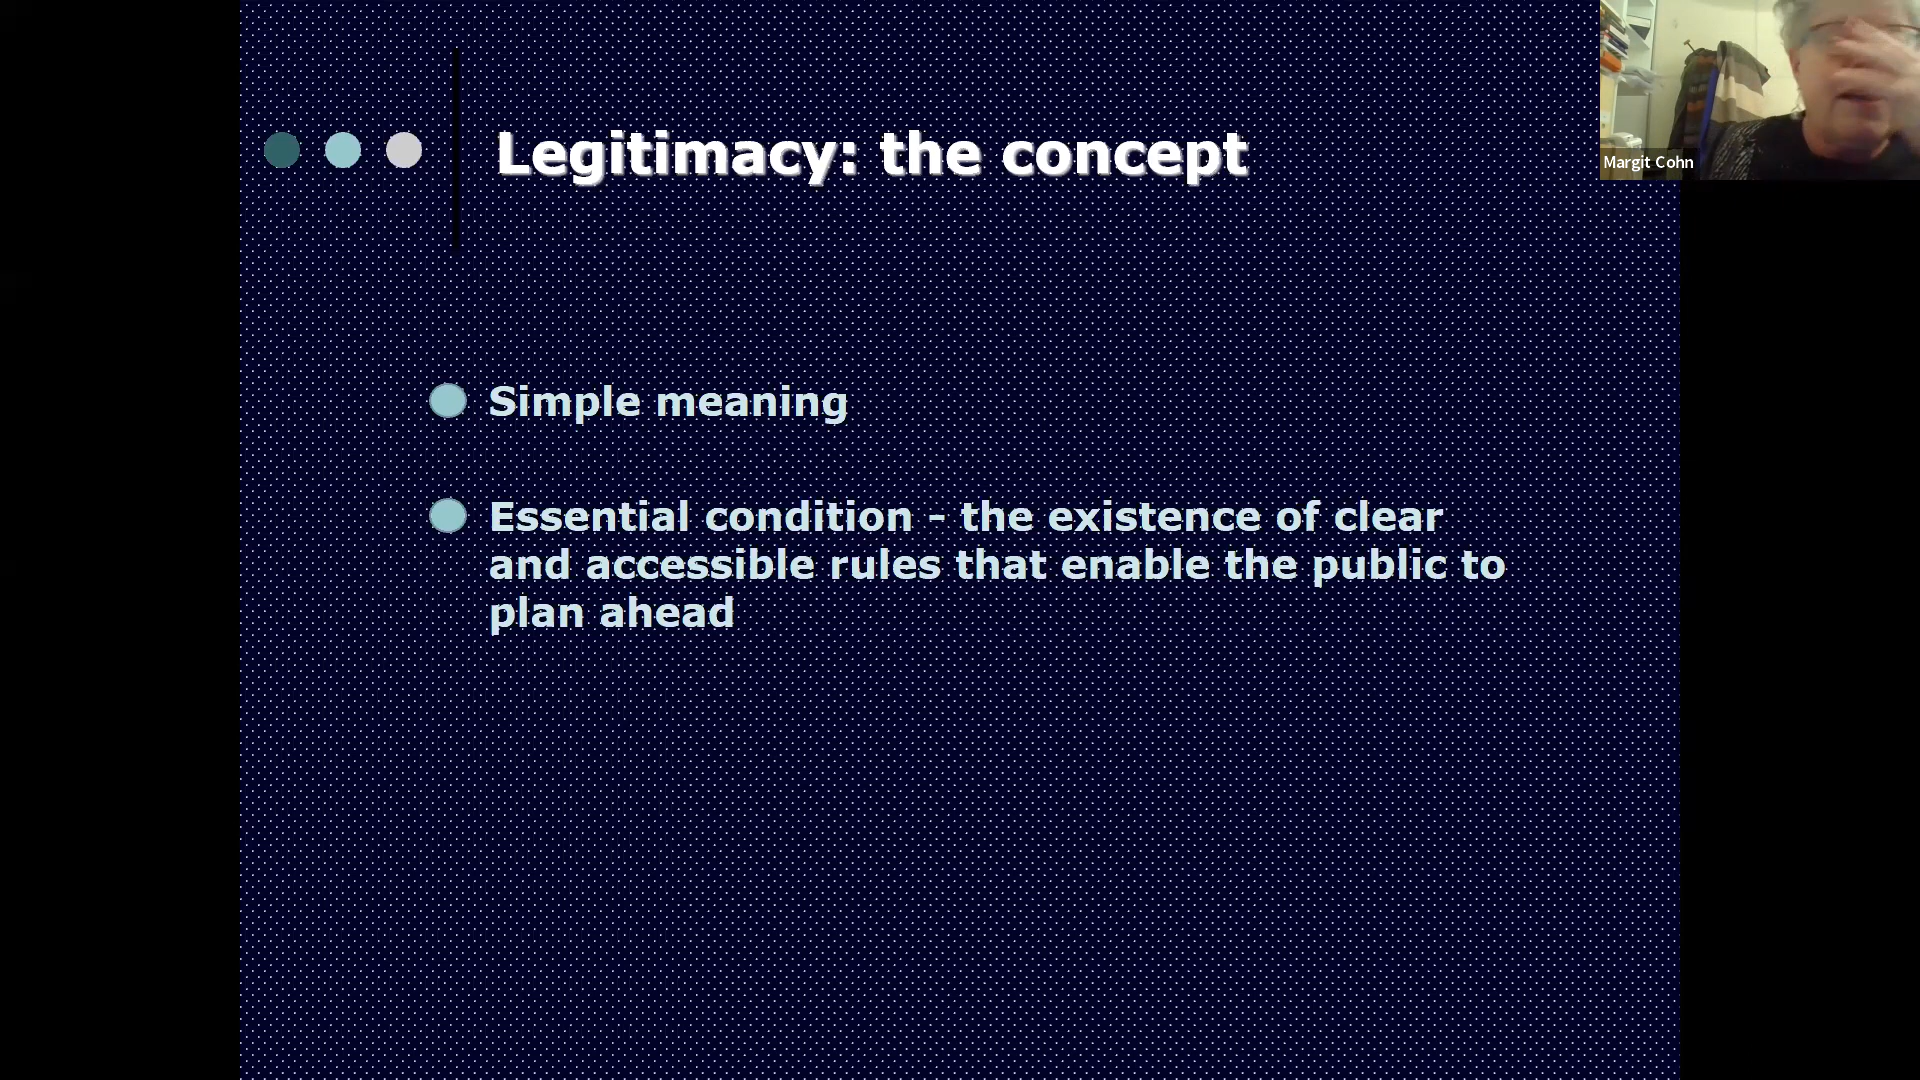 Legitimacy: the concept
Margit Cohn
Simple meaning
Essential condition - the existence of clear
and accessible rules that enable the public to
plan ahead